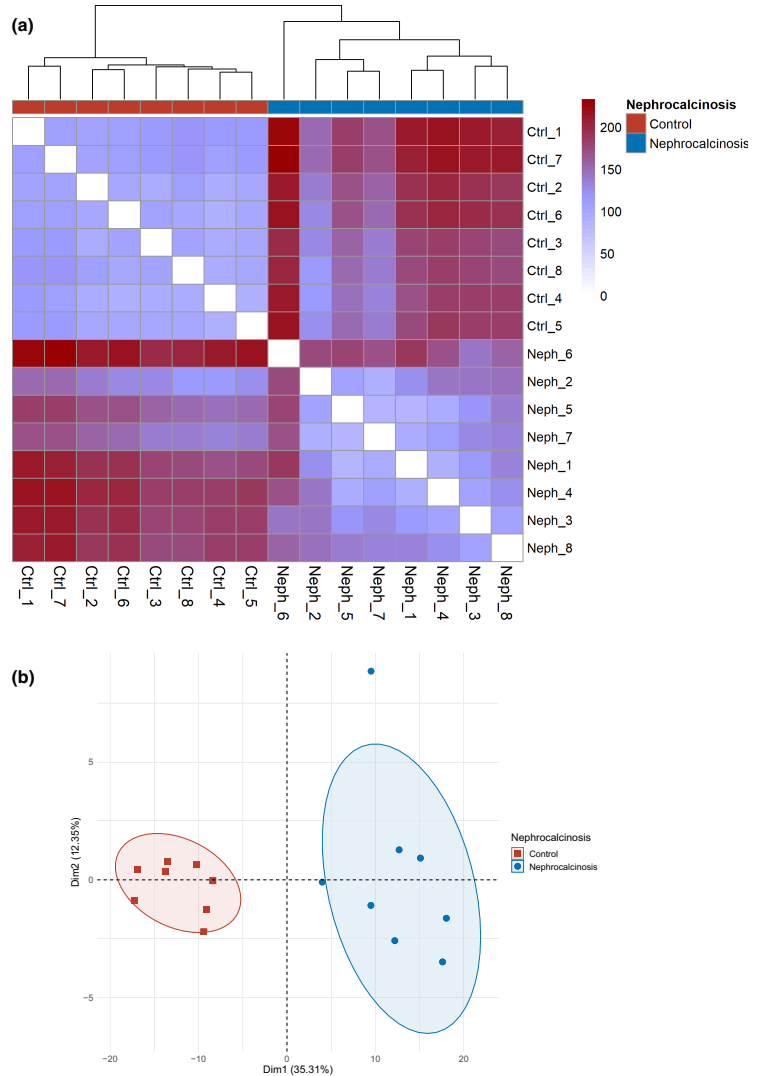 (a)
Nephrocalcinosis
Control
Nephrocalcinosis
200
150
100
50
0
Ctrl_1
Ctrl_7
Ctrl_2
Ctrl_6
Ctrl_3
Ctrl_8
Ctrl_4
Ctrl_5
Neph_6
Neph_2
Neph_5
Neph_7
Neph_1
Neph_4
Neph_3
Neph_8
Ctrl_1
Ctrl_7
Ctrl_2
Ctrl_6
Ctrl_3
Ctrl_8
Ctrl_4
Ctrl_5
Neph_6
Neph_2
Neph_5
Neph_7
Neph_1
Neph_4
Neph_3
Neph_8
(b)
Dim2 (12.35%)
5
0
−5
−20
−10
0
10
20
Dim1 (35.31%)
Nephrocalcinosis
Control
Nephrocalcinosis